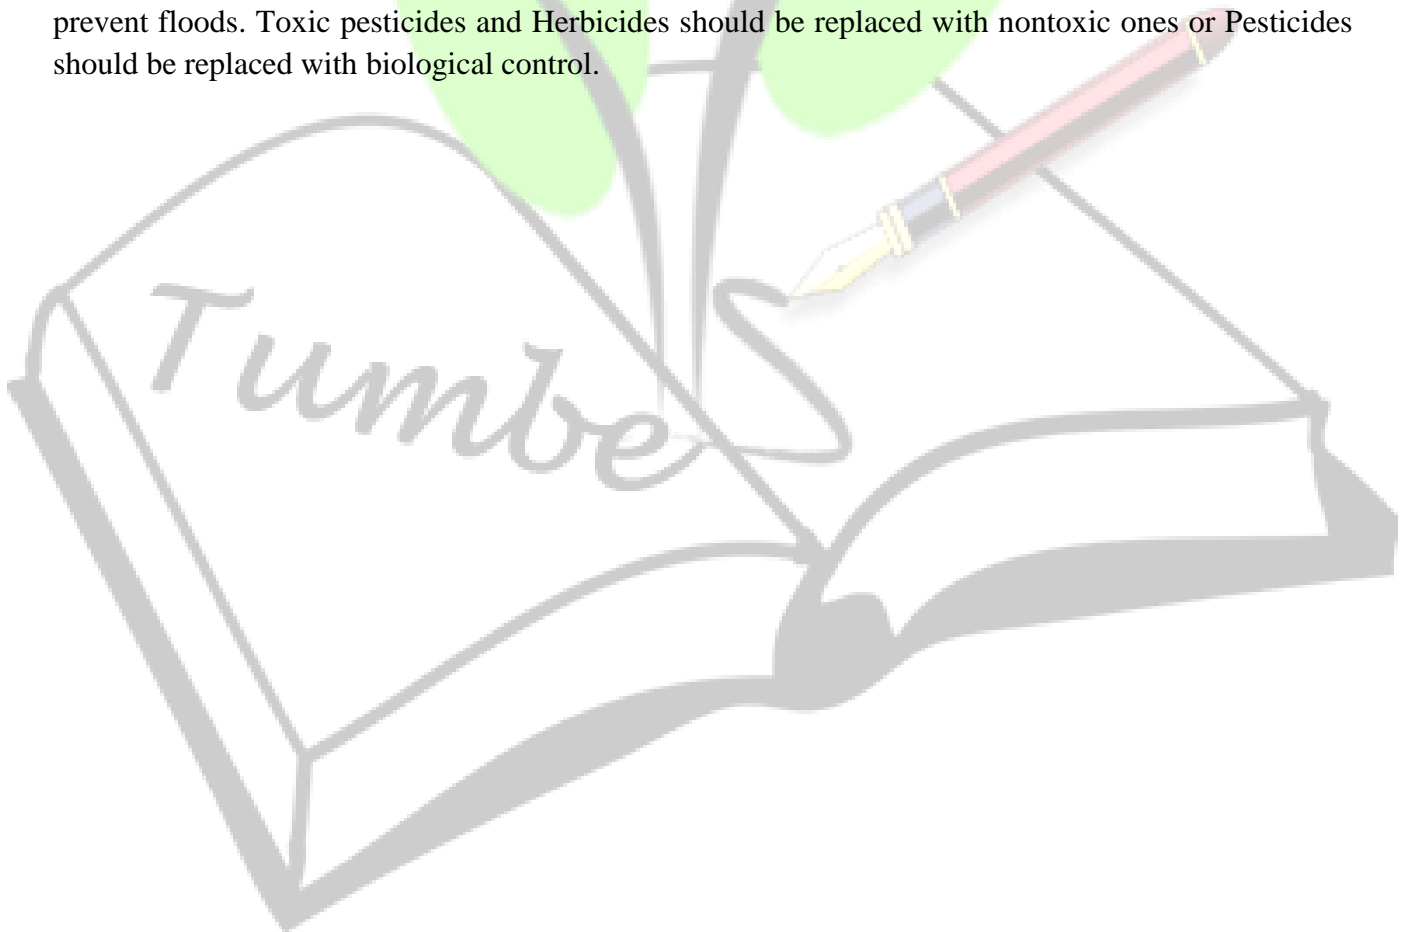 prevent floods. Toxic pesticides and Herbicides should be replaced with nontoxic ones or Pesticides
should be replaced with biological control.
Tumbe